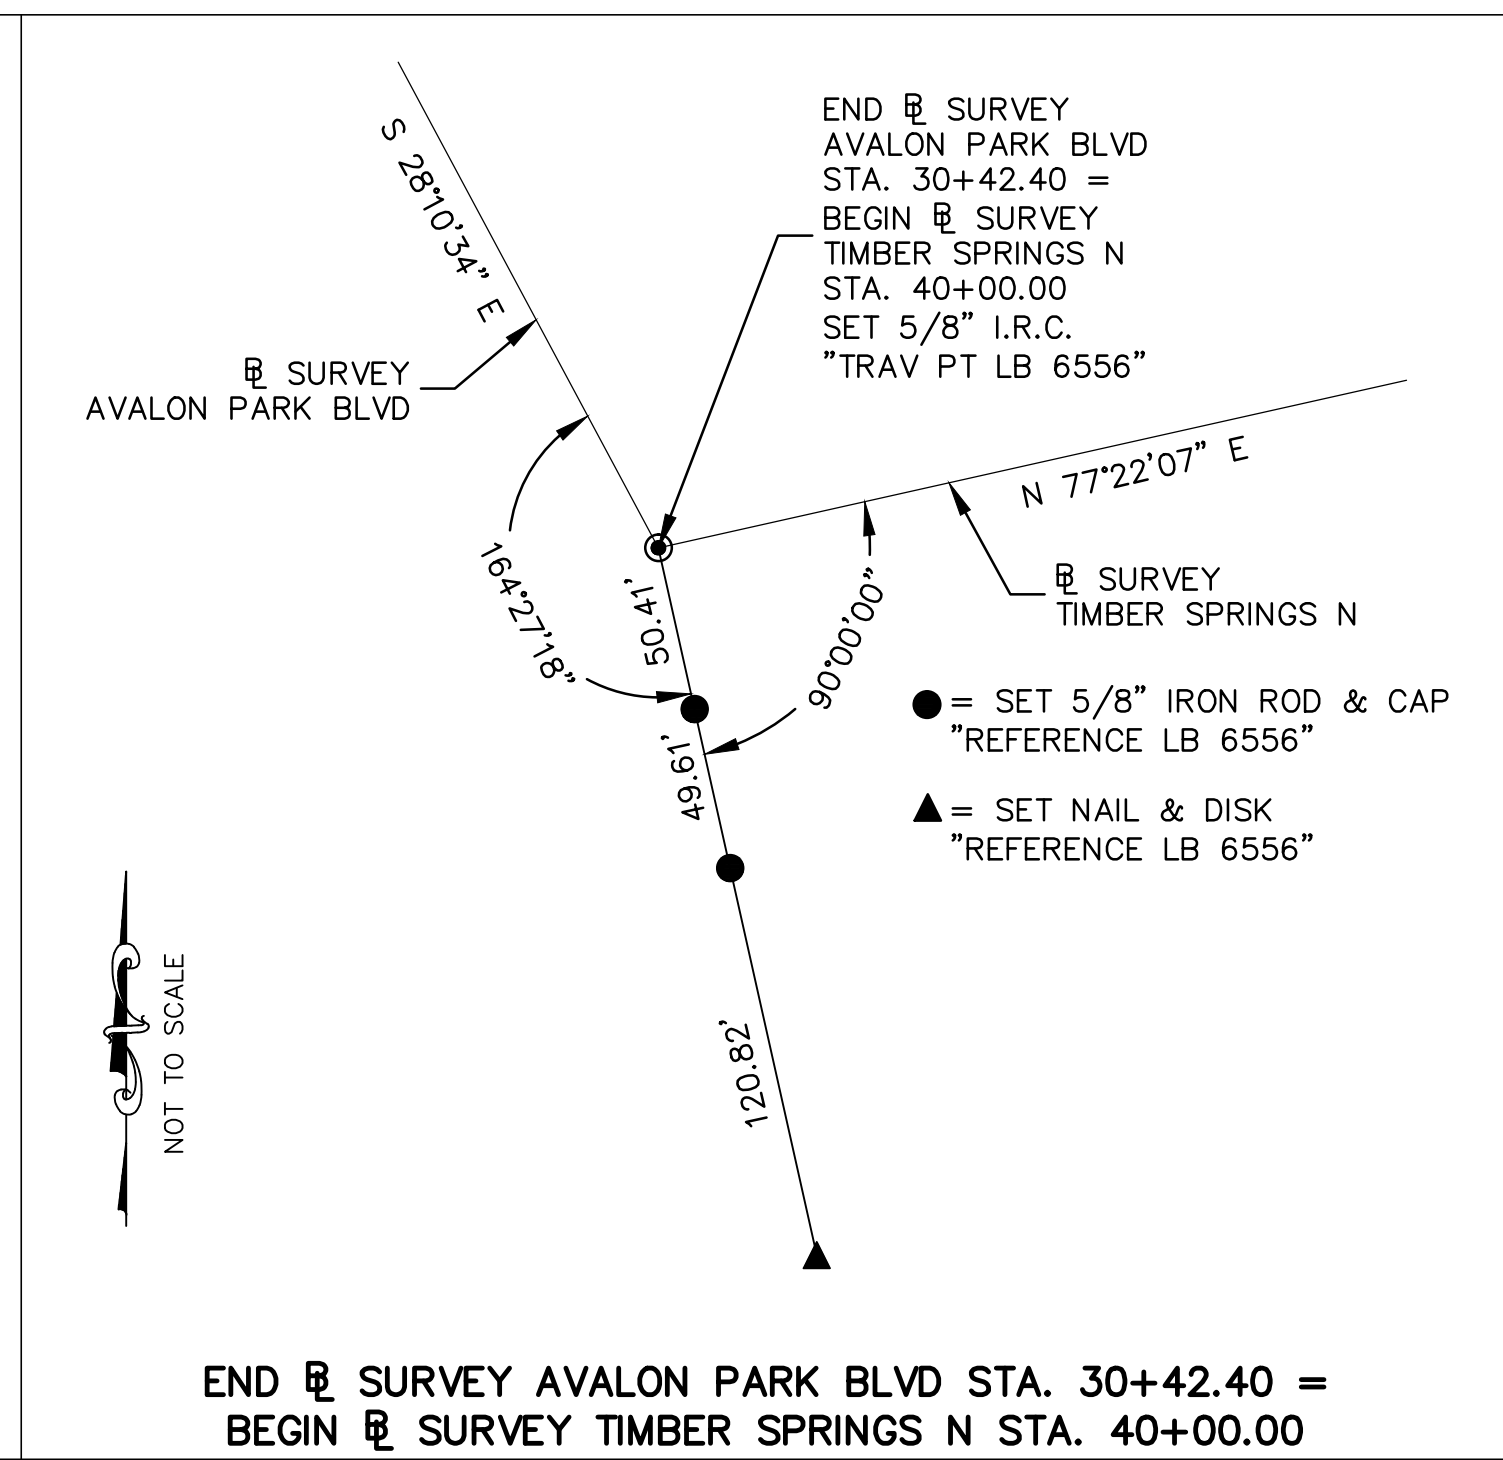 END ⅊ SURVEY
AVALON PARK BLVD
STA. 30+42.40 =
BEGIN ⅊ SURVEY
TIMBER SPRINGS N
STA. 40+00.00
SET 5/8" I.R.C.
"TRAV PT LB 6556"
S 28°10'34" E
BL SURVEY
AVALON PARK BLVD
N 77°22'07" E
BL SURVEY
TIMBER SPRINGS N
164°27'18"
50.41'
90°00'00"
49.61'
= SET 5/8" IRON ROD & CAP
"REFERENCE LB 6556"
= SET NAIL & DISK
"REFERENCE LB 6556"
120.82'
NOT TO SCALE
END BL SURVEY AVALON PARK BLVD STA. 30+42.40 =
BEGIN BL SURVEY TIMBER SPRINGS N STA. 40+00.00